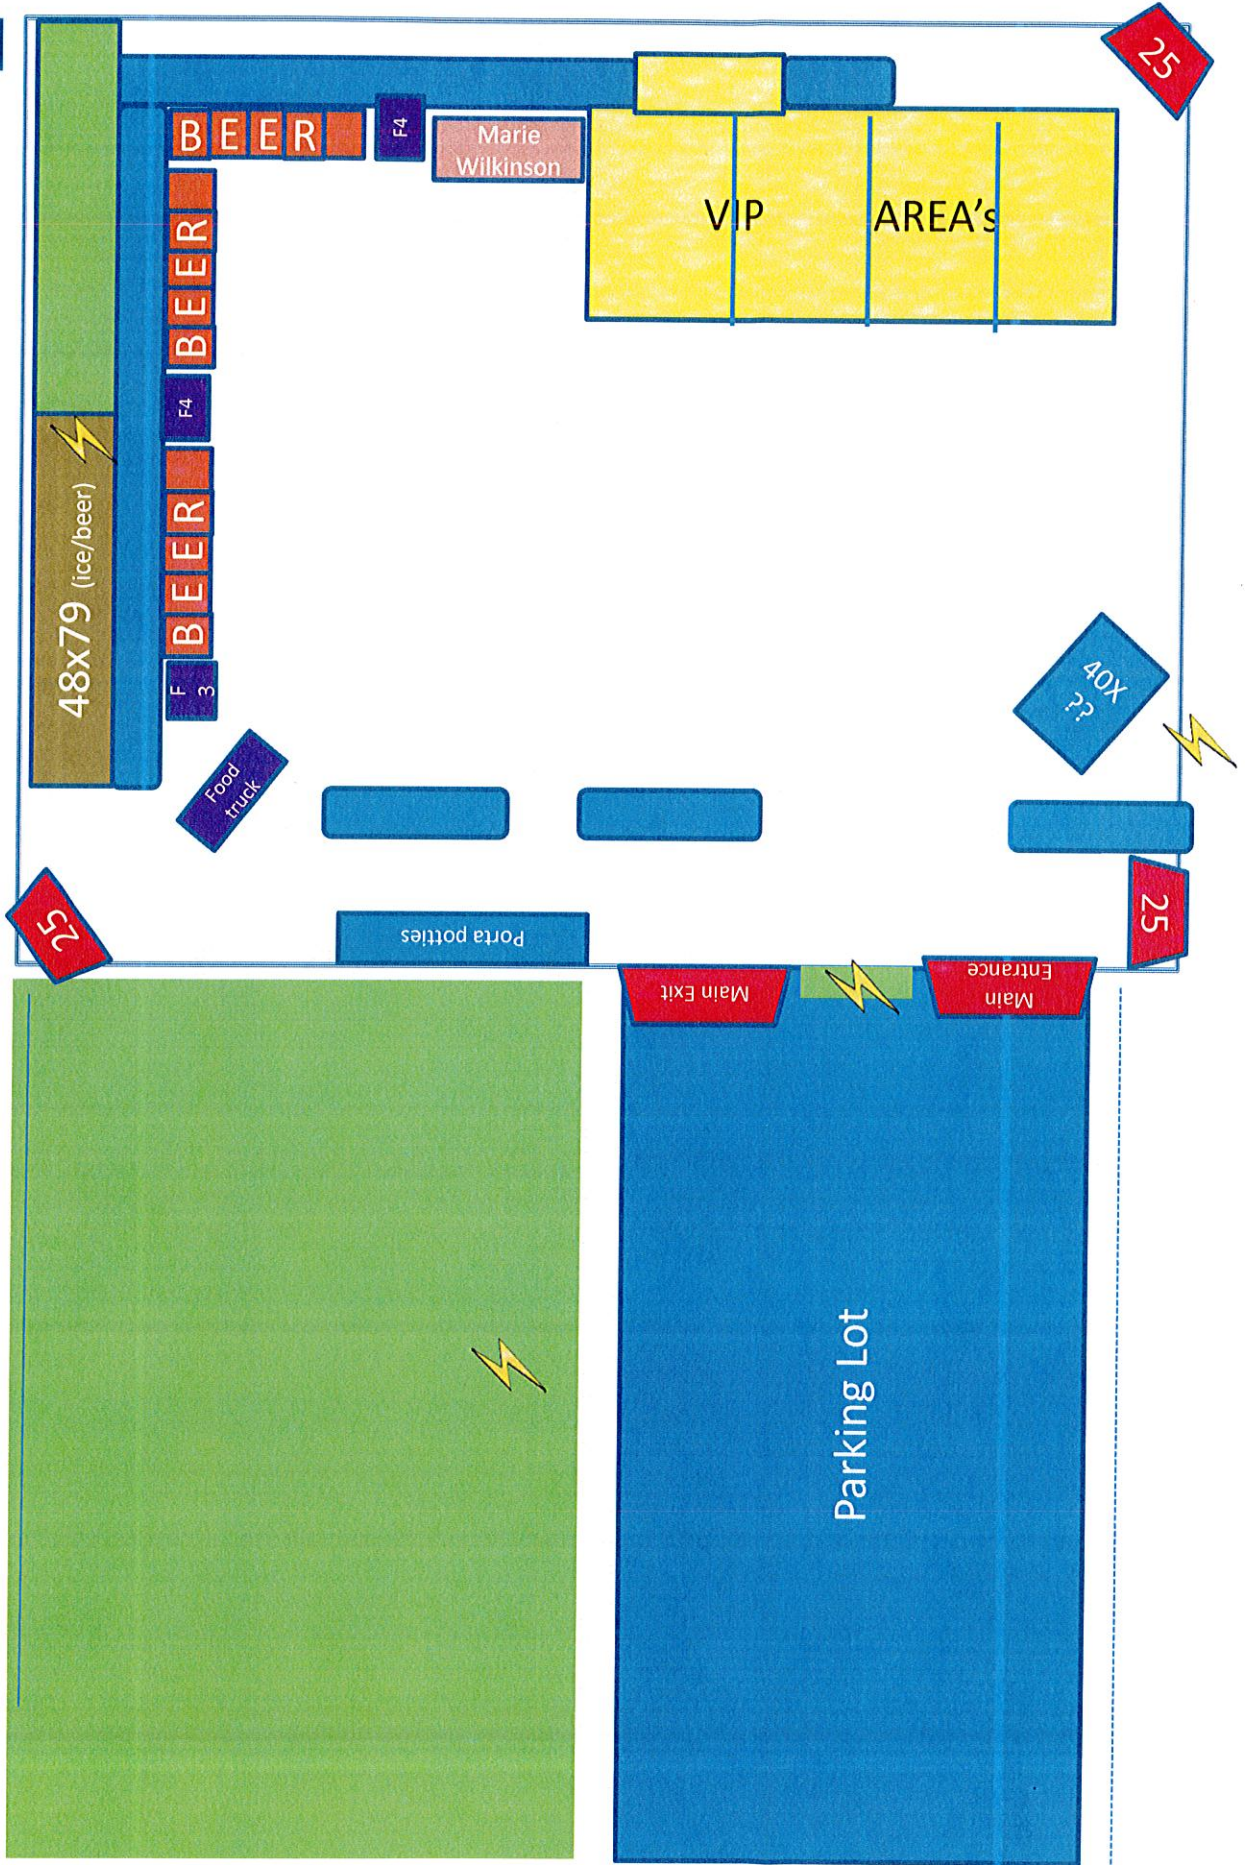 25
BEER
F4
Marie
Wilkinson
VIP AREA's
BEER
F4
48x79 (ice/beer)
BEER
F
3
Food
truck
40X
??
25
25
Porta potties
Main Exit
Main
Entrance
Parking Lot